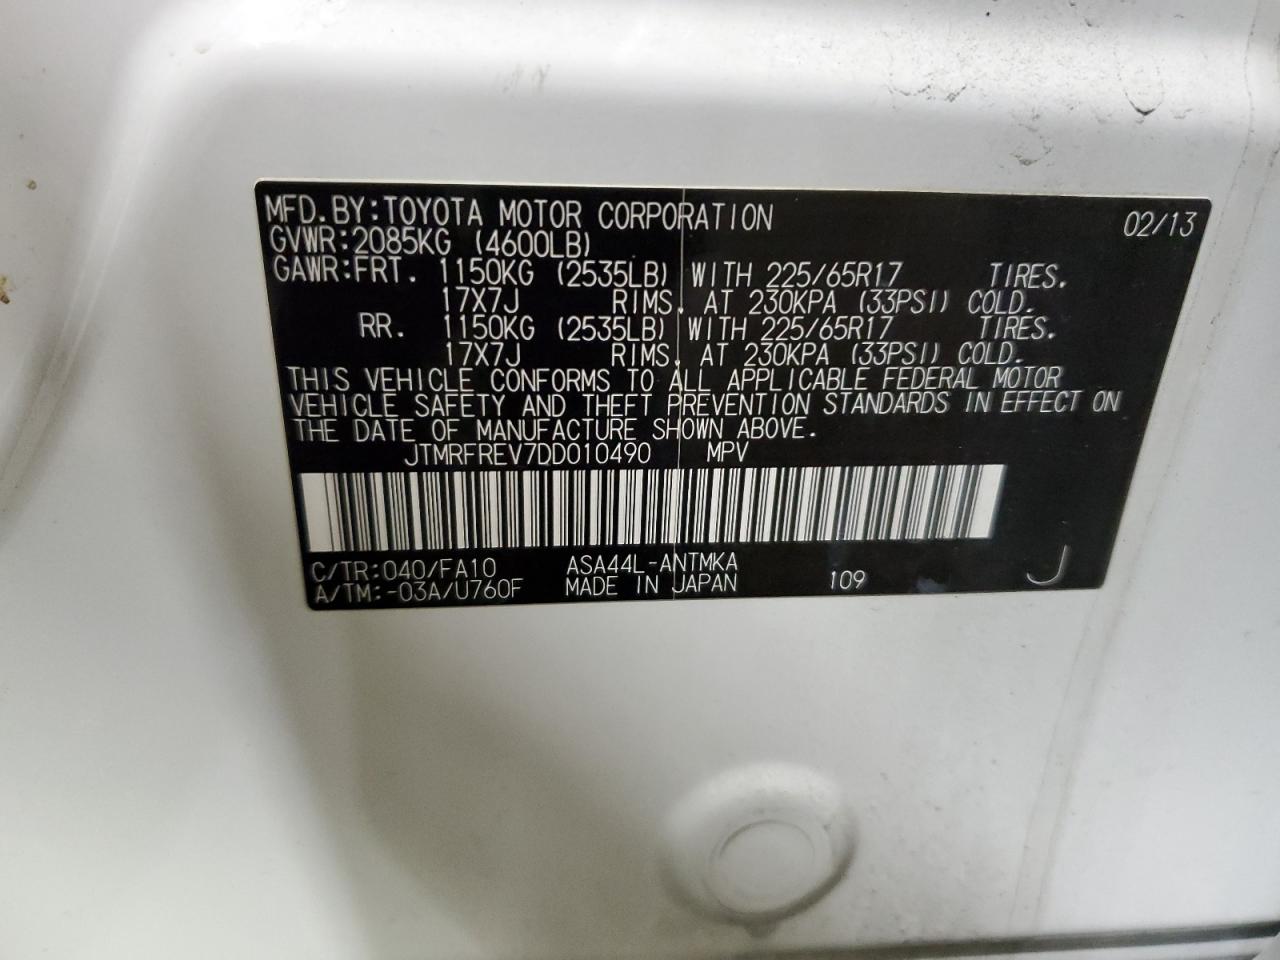 MFD. BY: TOYOTA MOTOR CORPORATION 02/13
GVWR: 2085KG (4600LB)
GAWR: FRT. 1150KG (2535LB) WITH 225/65R17 TIRES.
17X7J RIMS, AT 230KPA (33PSI) COLD.
RR. 1150KG (2535LB) WITH 225/65R17 TIRES.
17X7J RIMS, AT 230KPA (33PSI) COLD.
THIS VEHICLE CONFORMS TO ALL APPLICABLE FEDERAL MOTOR
VEHICLE SAFETY AND THEFT PREVENTION STANDARDS IN EFFECT ON
THE DATE OF MANUFACTURE SHOWN ABOVE.
JTMRFREV7DD010490 MPV
C/TR: 040/FA10 ASA44L-ANTMKA
A/TM: -03A/U760F MADE IN JAPAN 109 J